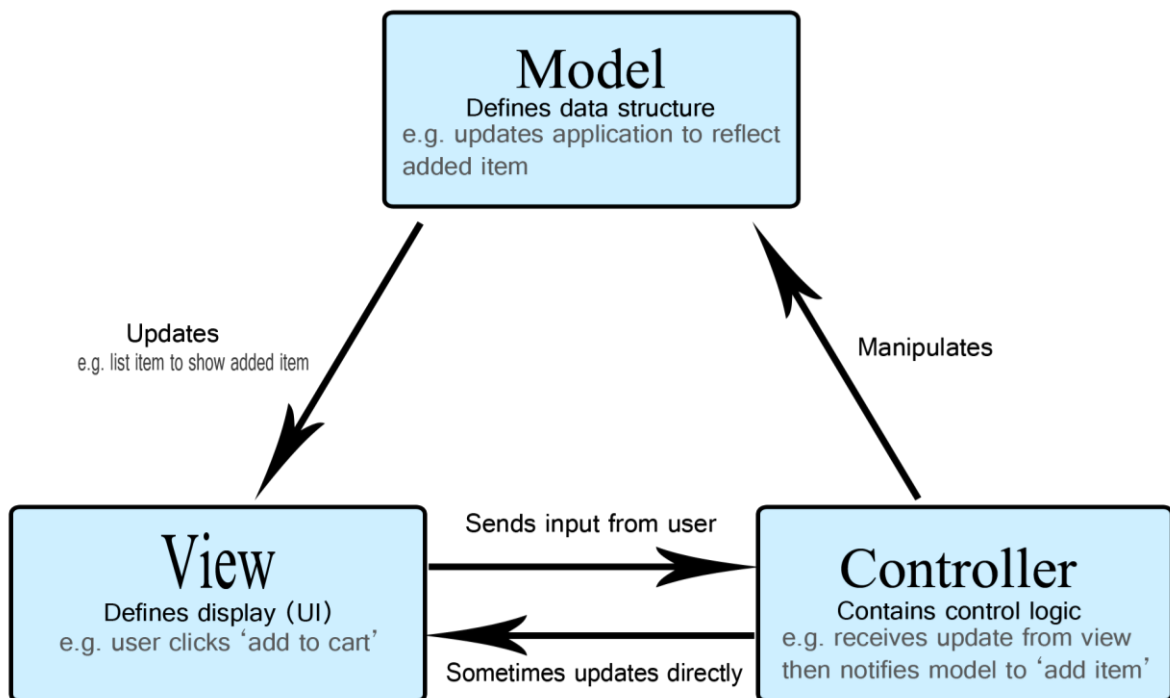 Model
Defines data structure
e.g. updates application to reflect
added item
Updates
e.g. list item to show added item
Manipulates
View
Defines display (UI)
e.g. user clicks ‘add to cart’
Sends input from user
Sometimes updates directly
Controller
Contains control logic
e.g. receives update from view
then notifies model to ‘add item’